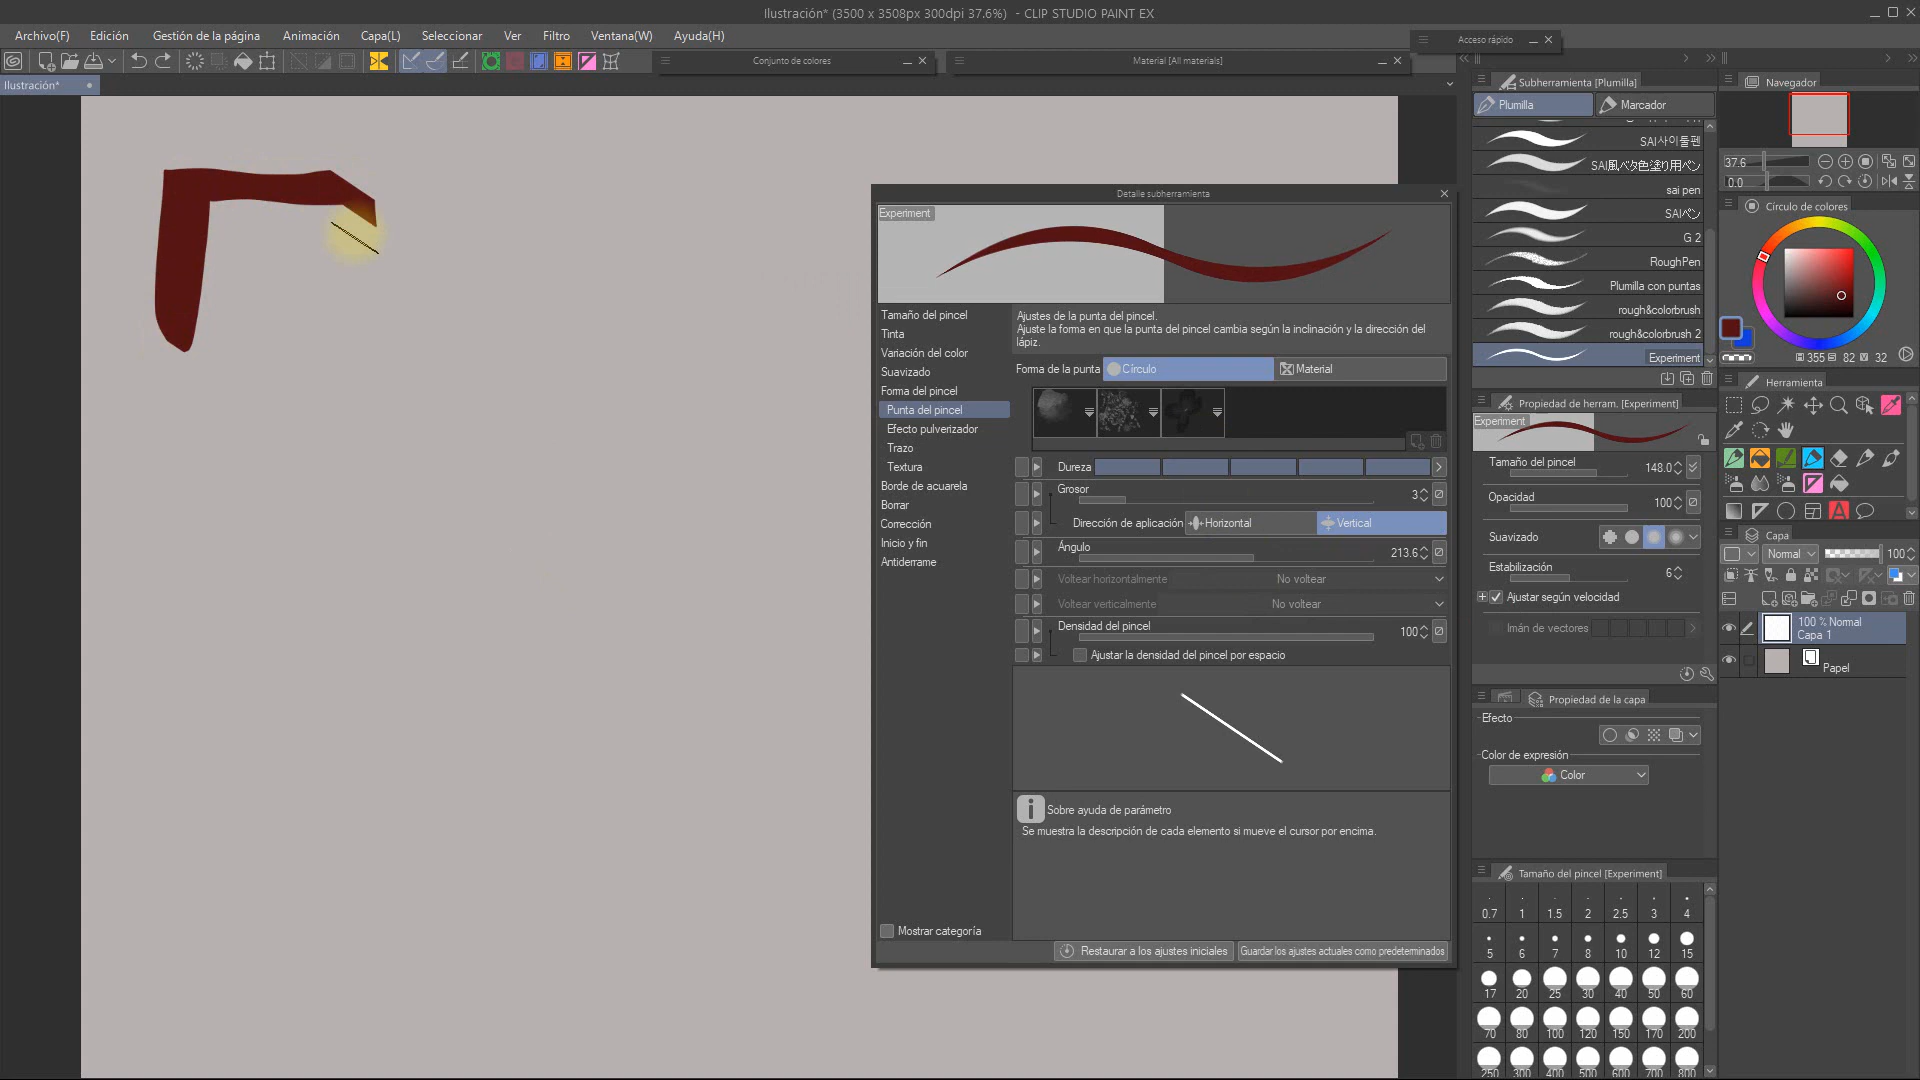 Ilustración* (3500 x 3508px 300dpi 37.6%) - CLIP STUDIO PAINT EX
Archivo(F) Edición Gestión de la página Animación Capa(L) Seleccionar Ver Filtro Ventana(W) Ayuda(H)
Acceso rápido
Conjunto de colores
Material [All materials]
Ilustración*
Subherramienta [Plumilla]
Plumilla
Marcador
SAI사이툴펜
SAI風ベタ色塗り用ペン
sai pen
SAIペン
G 2
RoughPen
Plumilla con puntas
rough&colorbrush
rough&colorbrush 2
Experiment
Navegador
37.6
0.0
Círculo de colores
H 355 S 82 V 32
Herramienta
Propiedad de herram. [Experiment]
Experiment
Tamaño del pincel 148.0
Opacidad 100
Suavizado
Estabilización 6
Ajustar según velocidad
Imán de vectores
Capa
Normal 100
100 % Normal
Capa 1
Papel
Propiedad de la capa
Efecto
Color de expresión
Color
Tamaño del pincel [Experiment]
0.7 1 1.5 2 2.5 3 4
5 6 7 8 10 12 15
17 20 25 30 40 50 60
70 80 100 120 150 170 200
250 300 400 500 600 700 800
Detalle subherramienta
Experiment
Tamaño del pincel
Tinta
Variación del color
Suavizado
Forma del pincel
Punta del pincel
Efecto pulverizador
Trazo
Textura
Borde de acuarela
Borrar
Corrección
Inicio y fin
Antiderrame
Mostrar categoría
Ajustes de la punta del pincel.
Ajuste la forma en que la punta del pincel cambia según la inclinación y la dirección del
lápiz.
Forma de la punta Círculo Material
Dureza
Grosor 3
Dirección de aplicación Horizontal Vertical
Ángulo 213.6
Voltear horizontalmente No voltear
Voltear verticalmente No voltear
Densidad del pincel 100
Ajustar la densidad del pincel por espacio
Sobre ayuda de parámetro
Se muestra la descripción de cada elemento si mueve el cursor por encima.
Restaurar a los ajustes iniciales
Guardar los ajustes actuales como predeterminados